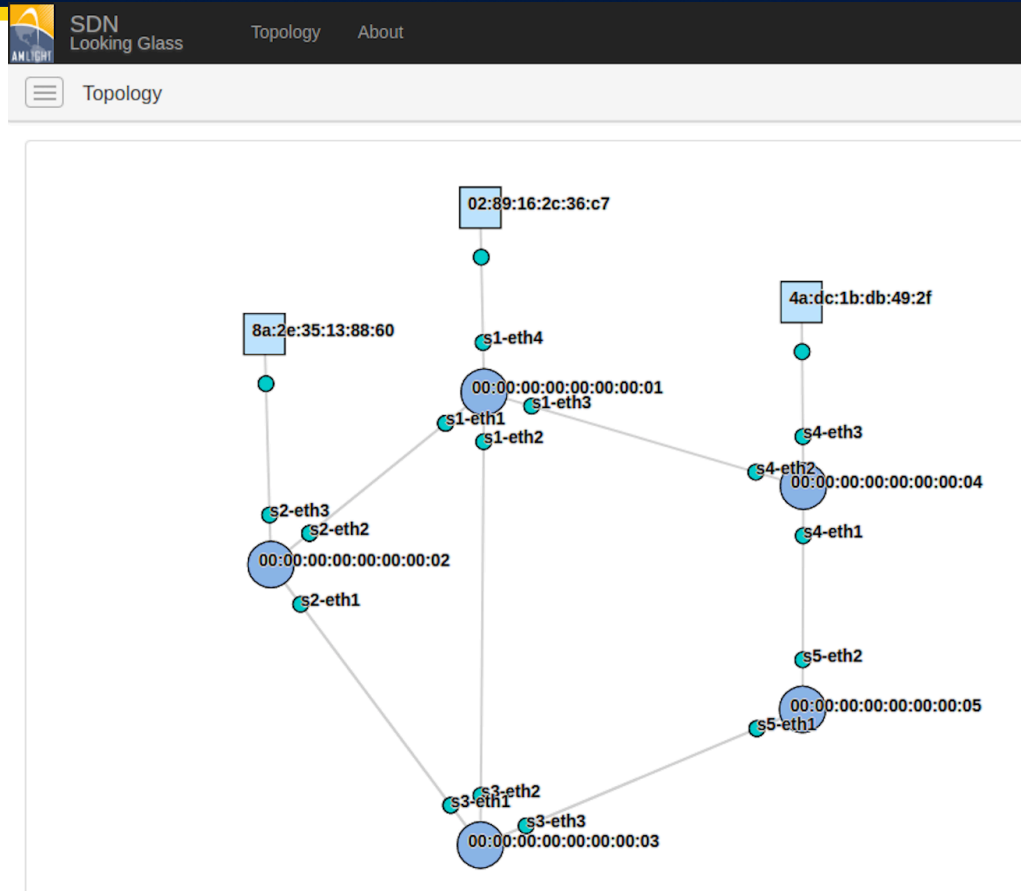 SDN
Looking Glass
Topology
About
AMLIGHT
Topology
02:89:16:2c:36:c7
4a:dc:1b:db:49:2f
8a:2e:35:13:88:60
s1-eth4
00:00:00:00:00:00:00:01
s1-eth3
s1-eth1
s1-eth2
s4-eth3
s4-eth2
00:00:00:00:00:00:00:04
s2-eth3
s2-eth2
s4-eth1
00:00:00:00:00:00:00:02
s2-eth1
s5-eth2
00:00:00:00:00:00:00:05
s5-eth1
s3-eth2
s3-eth1
s3-eth3
00:00:00:00:00:00:00:03